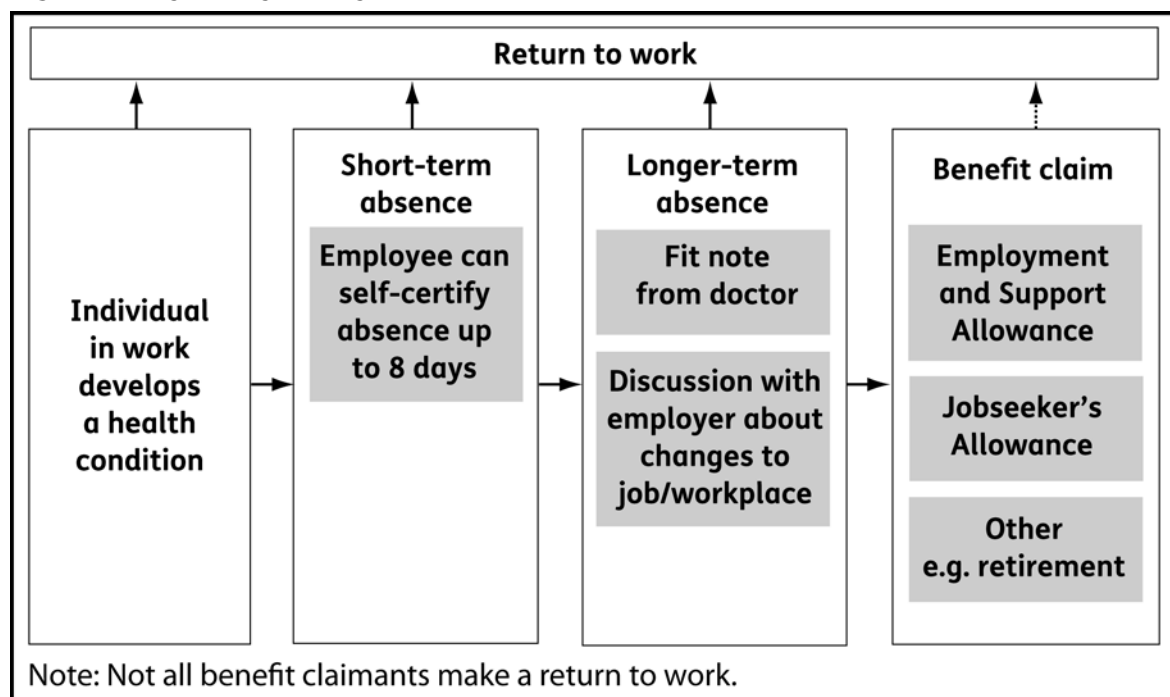 Return to work
Individual
in work
develops
a health
condition
Short-term
absence
Employee can
self-certify
absence up
to 8 days
Longer-term
absence
Fit note
from doctor
Discussion with
employer about
changes to
job/workplace
Benefit claim
Employment
and Support
Allowance
Jobseeker’s
Allowance
Other
e.g. retirement
Note: Not all benefit claimants make a return to work.